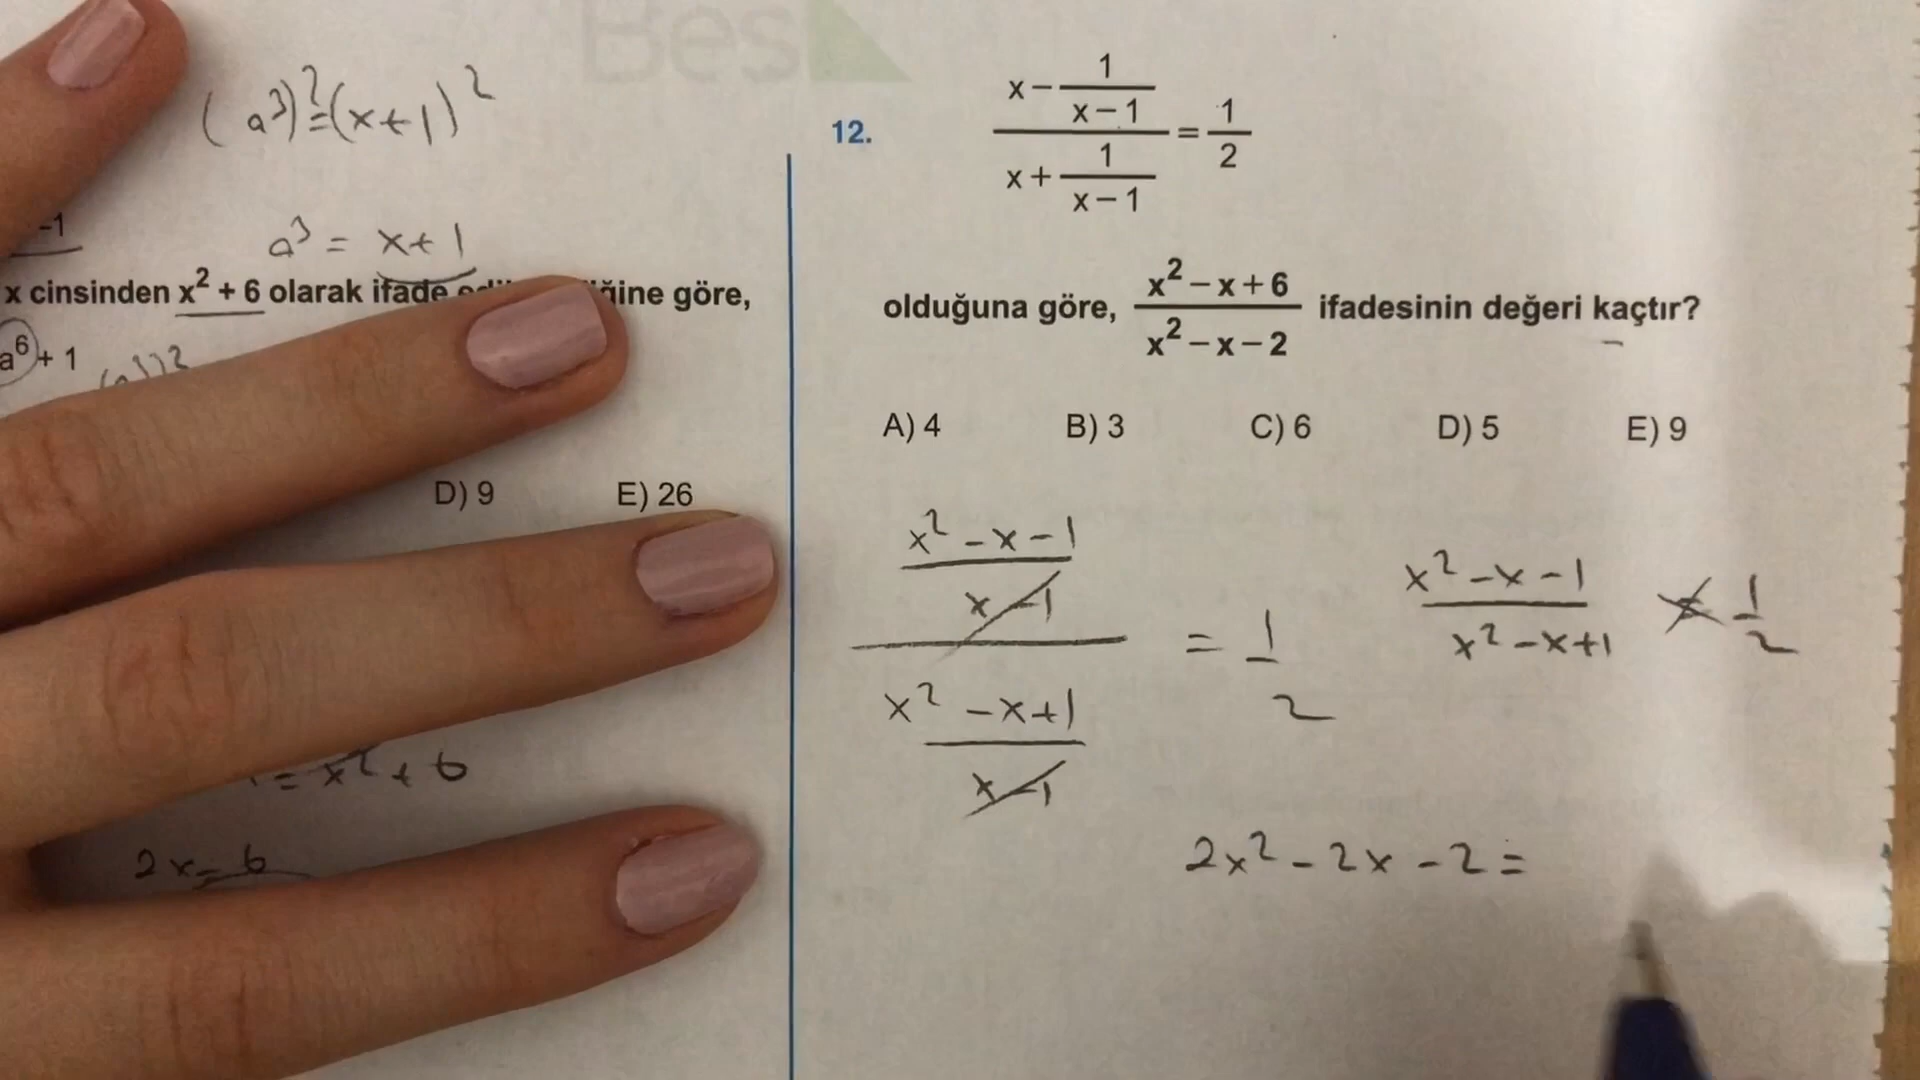 Bes
(a³)² = (x+1)²
-1
a³ = x+1
x cinsinden x² + 6 olarak ifade
ğine göre,
a⁶ + 1
D) 9 E) 26
= x² + 6
2x = 6
12. (x - 1/(x - 1))/(x + 1/(x - 1)) = 1/2
olduğuna göre, (x² - x + 6)/(x² - x - 2) ifadesinin değeri kaçtır?
A) 4 B) 3 C) 6 D) 5 E) 9
((x² - x - 1)/(x - 1))/((x² - x + 1)/(x - 1)) = 1/2
(x² - x - 1)/(x² - x + 1) = 1/2
2x² - 2x - 2 =